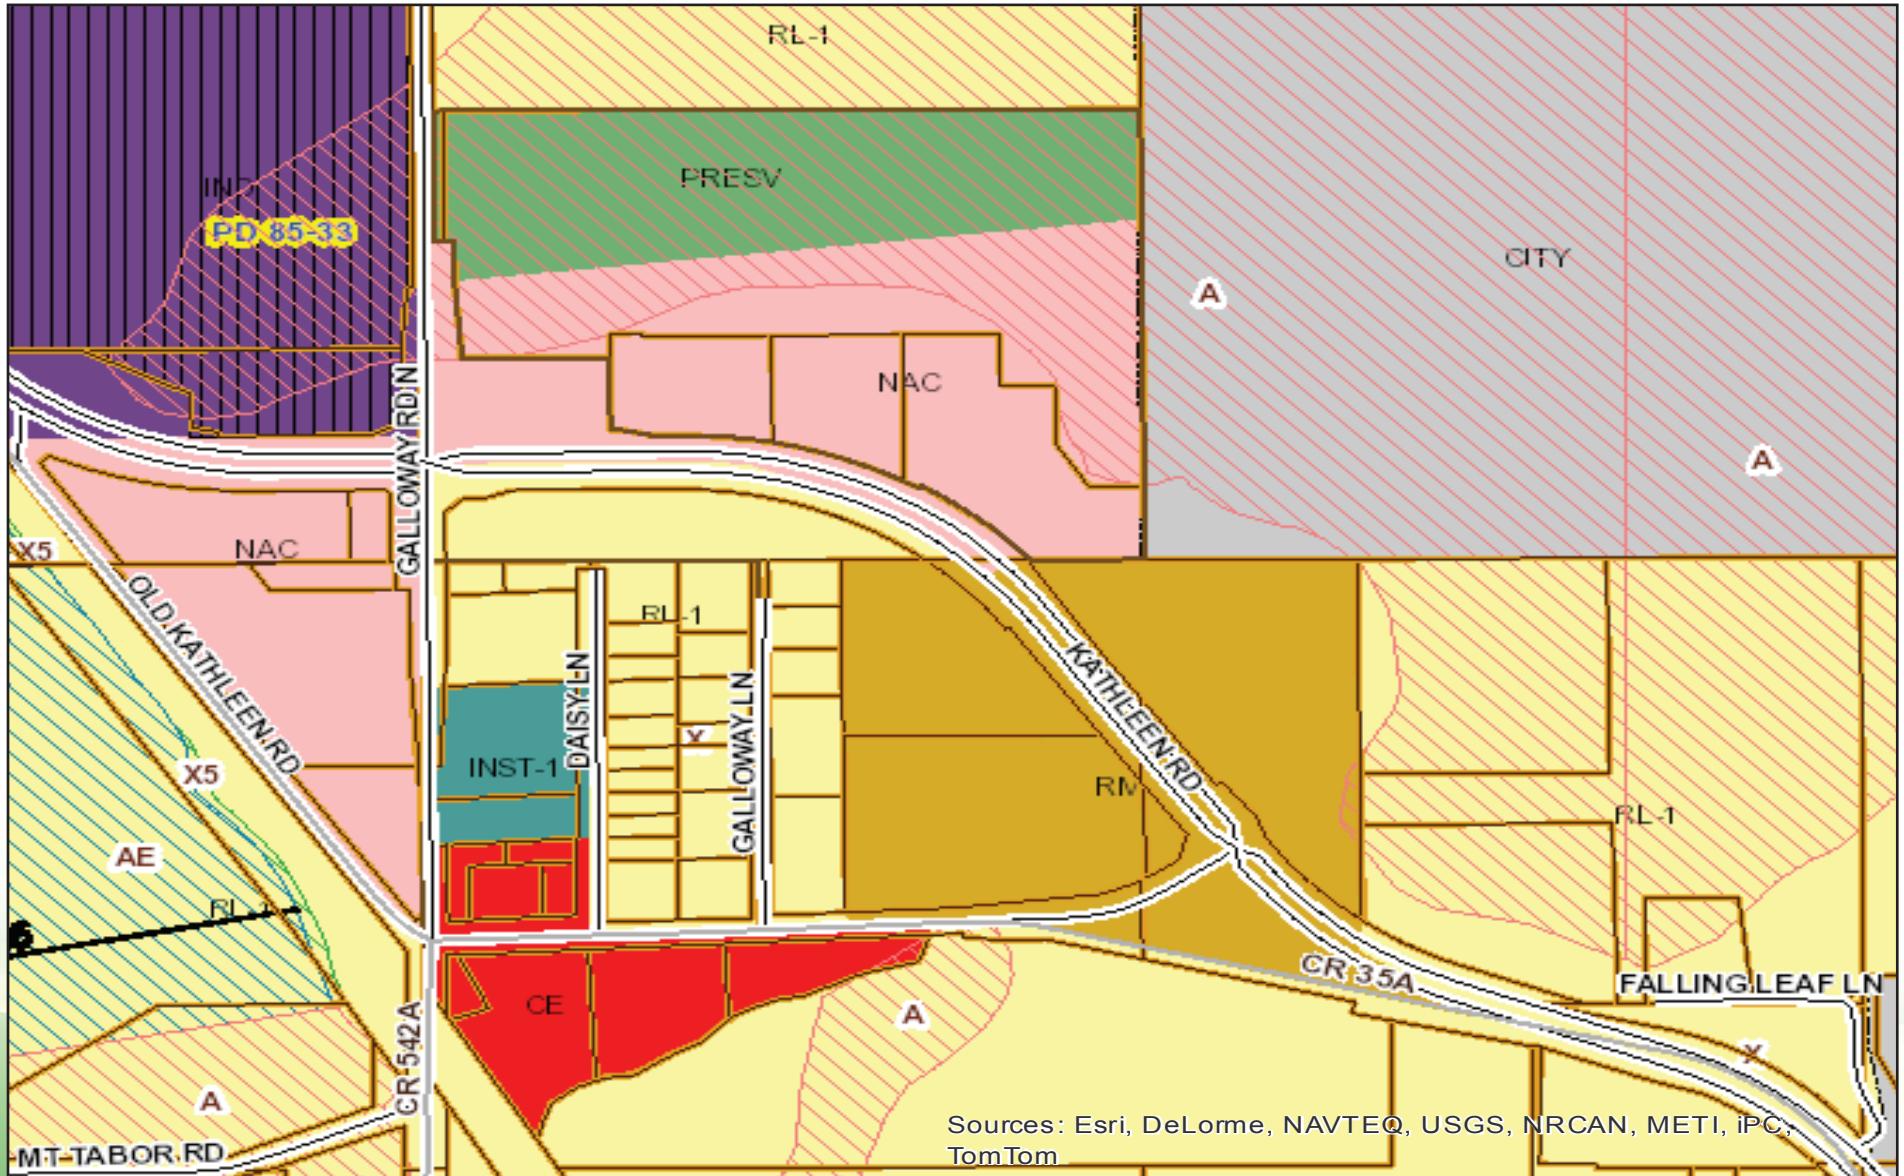 RL-1
PRESV
IND
PD 85-33
CITY
A
NAC
GALLOWAY RD N
A
X5
NAC
OLD KATHLEEN RD
RL-1
KATHLEEN RD
DAISY LN
GALLOWAY LN
X
INST-1
X5
RM
RL-1
AE
RL-1
CR 35A
FALLING LEAF LN
CE
A
CR 542A
X
A
MT TABOR RD
Sources: Esri, DeLorme, NAVTEQ, USGS, NRCAN, METI, iPC,
TomTom